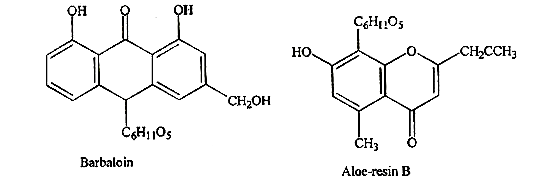 OH
O
OH
CH₂OH
C₆H₁₁O₅
Barbaloin
C₆H₁₁O₅
HO
O
CH₂CCH₃
CH₃
O
Aloe-resin B